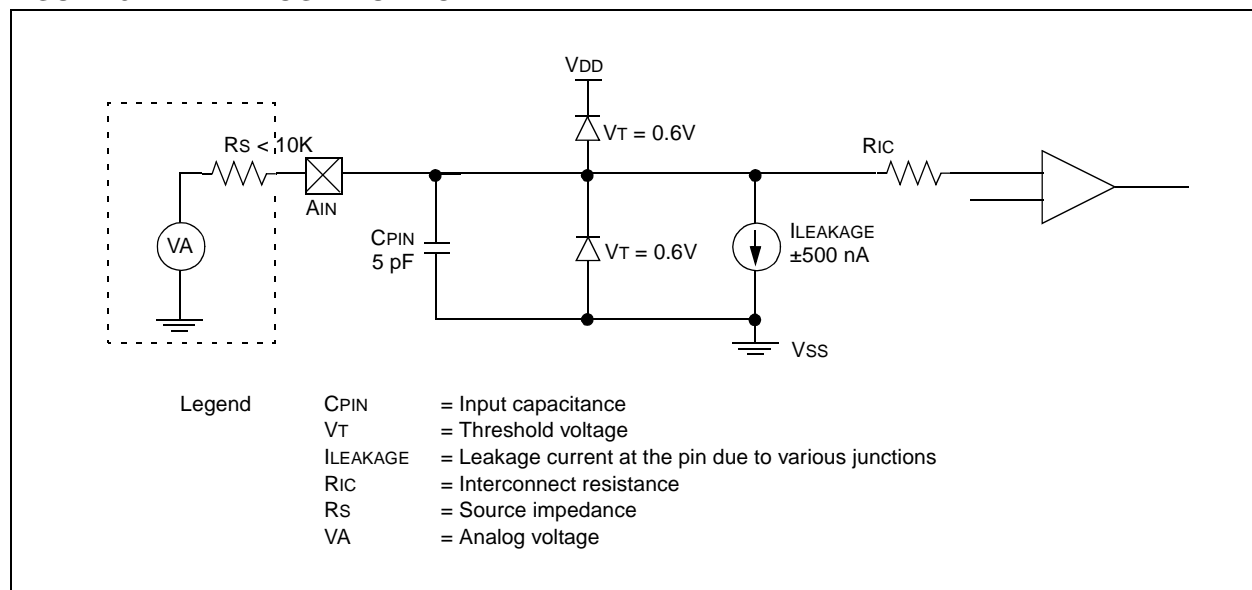 VDD
VT = 0.6V
RS < 10K
RIC
AIN
CPIN
5 pF
VA
VT = 0.6V
ILEAKAGE
±500 nA
VSS
Legend
CPIN = Input capacitance
VT = Threshold voltage
ILEAKAGE = Leakage current at the pin due to various junctions
RIC = Interconnect resistance
RS = Source impedance
VA = Analog voltage